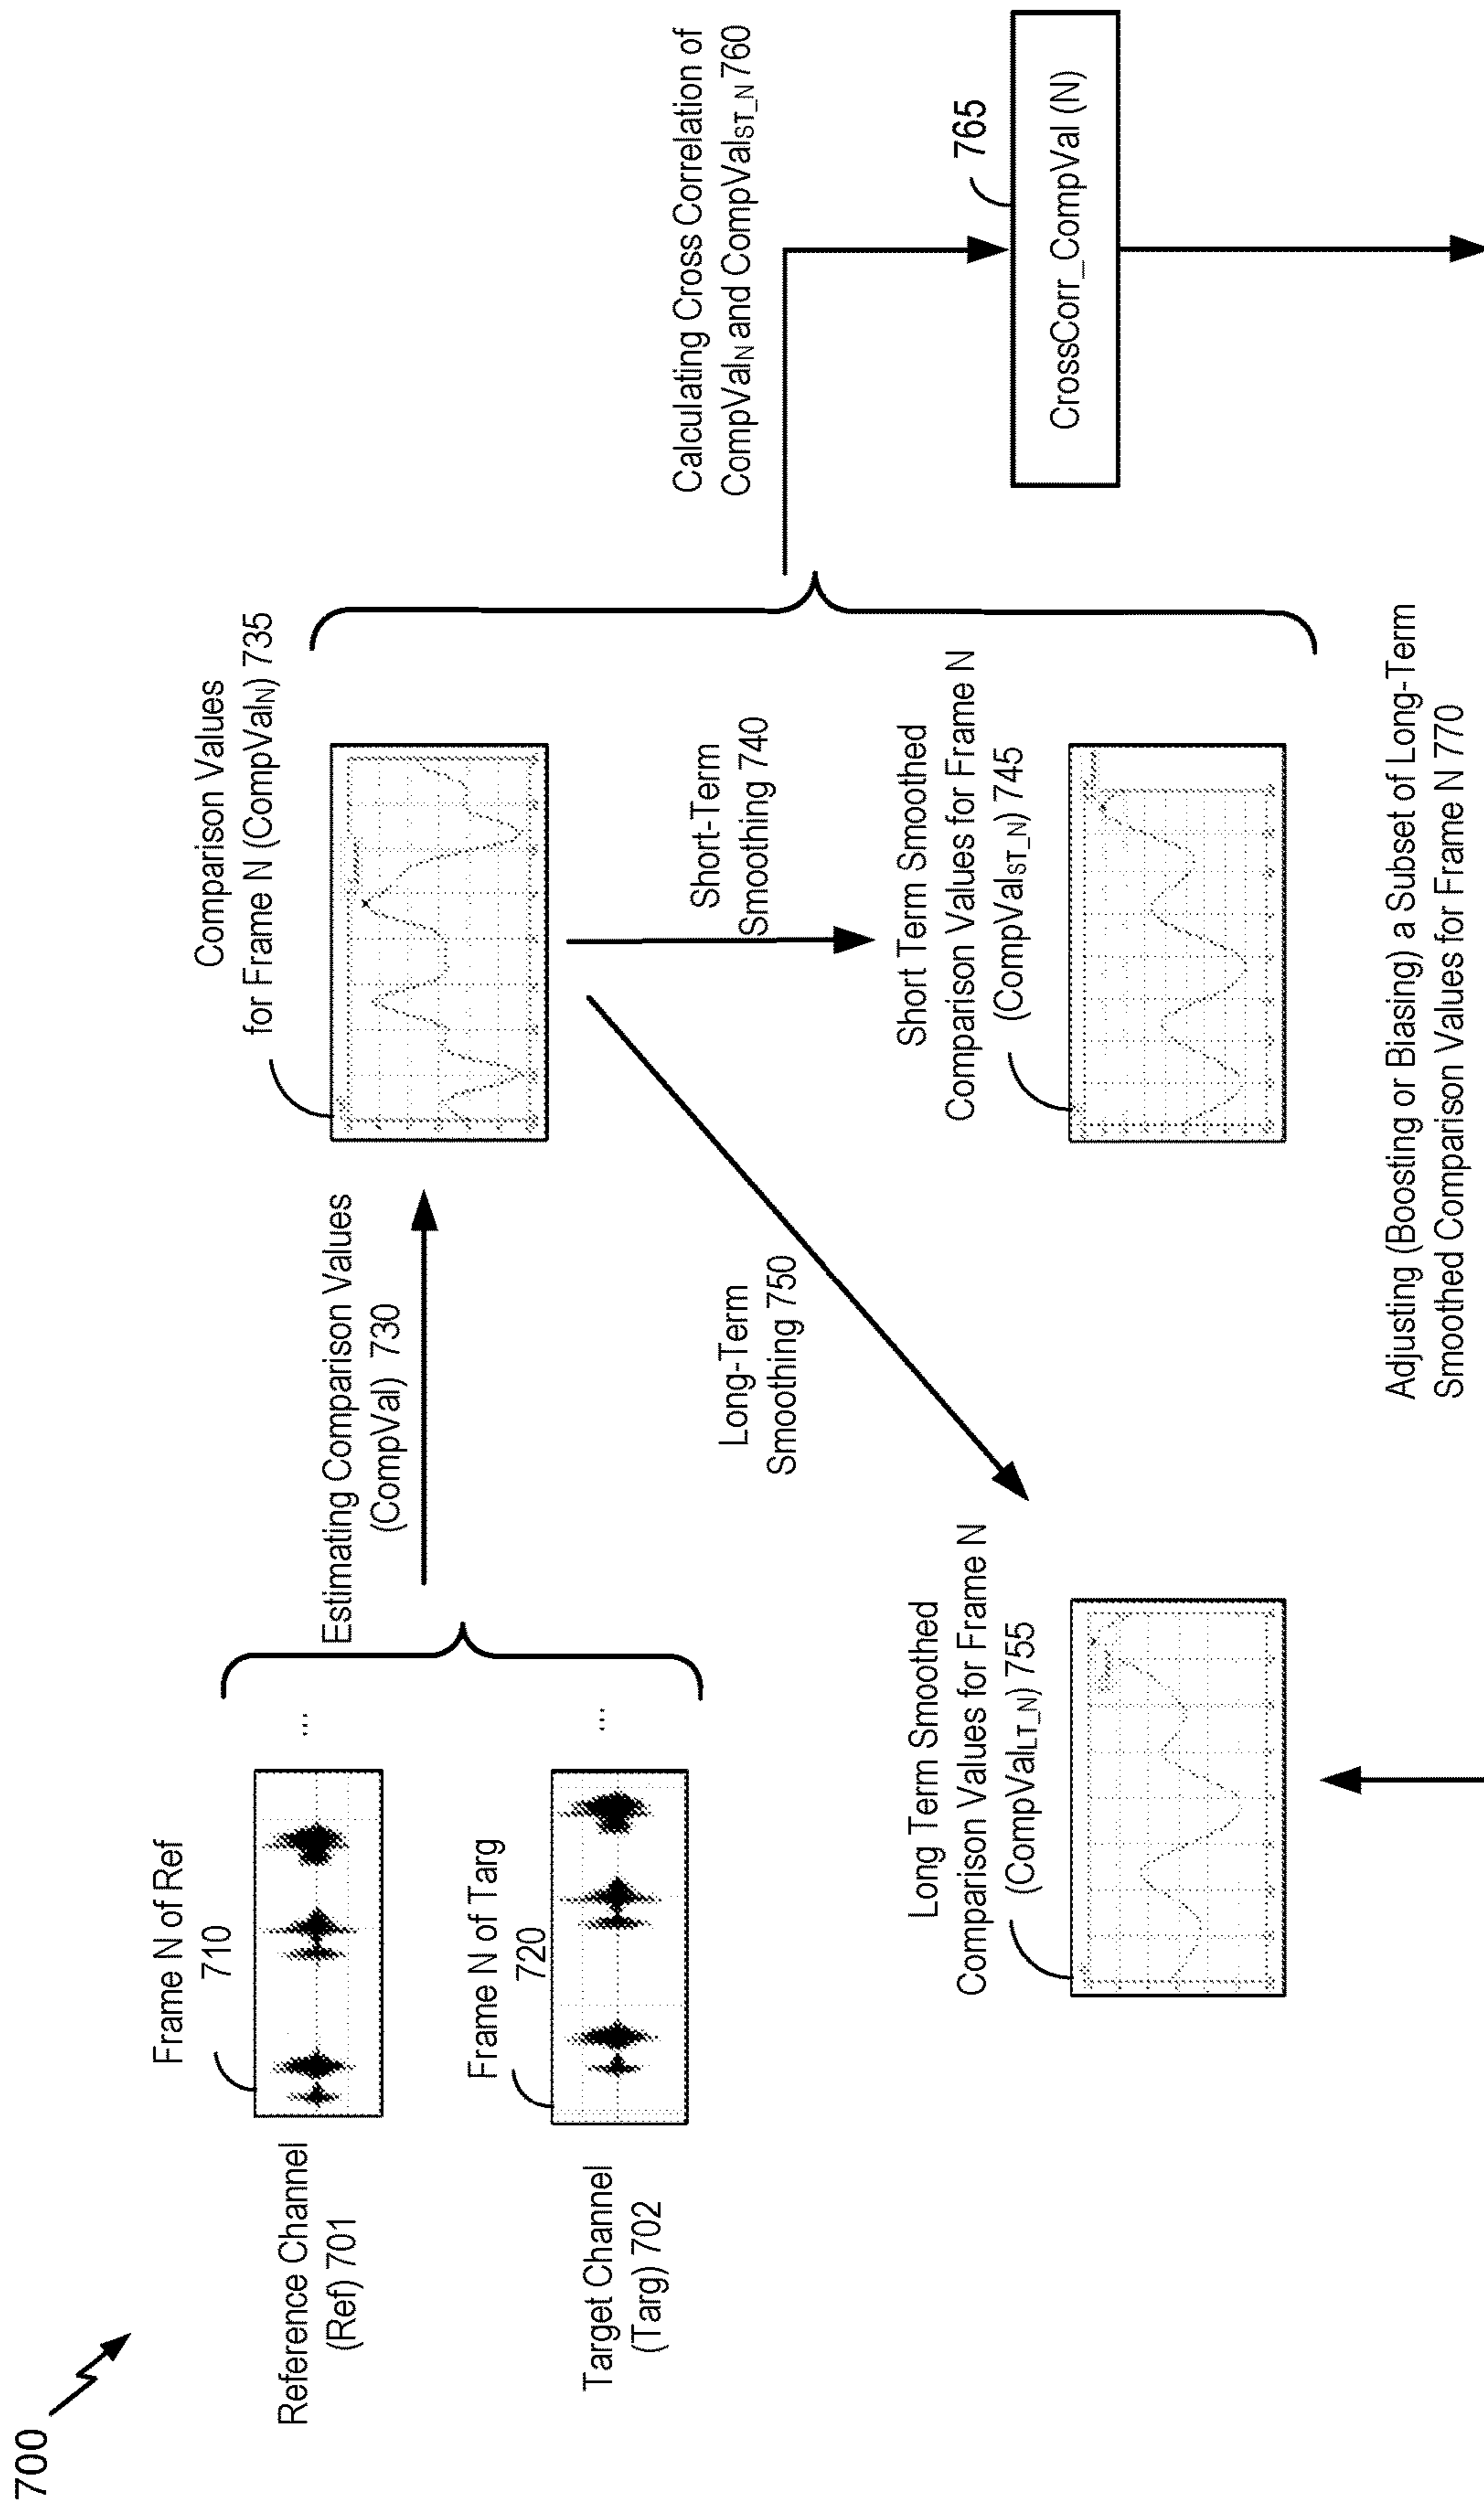 700
Reference Channel
(Ref) 701
Frame N of Ref
710
...
Target Channel
(Targ) 702
Frame N of Targ
720
...
Estimating Comparison Values
(CompVal) 730
Comparison Values
for Frame N (CompValN) 735
Short-Term
Smoothing 740
Long-Term
Smoothing 750
Short Term Smoothed
Comparison Values for Frame N
(CompValST_N) 745
Long Term Smoothed
Comparison Values for Frame N
(CompValLT_N) 755
Calculating Cross Correlation of
CompValN and CompValST_N 760
765
CrossCorr_CompVal (N)
Adjusting (Boosting or Biasing) a Subset of Long-Term
Smoothed Comparison Values for Frame N 770